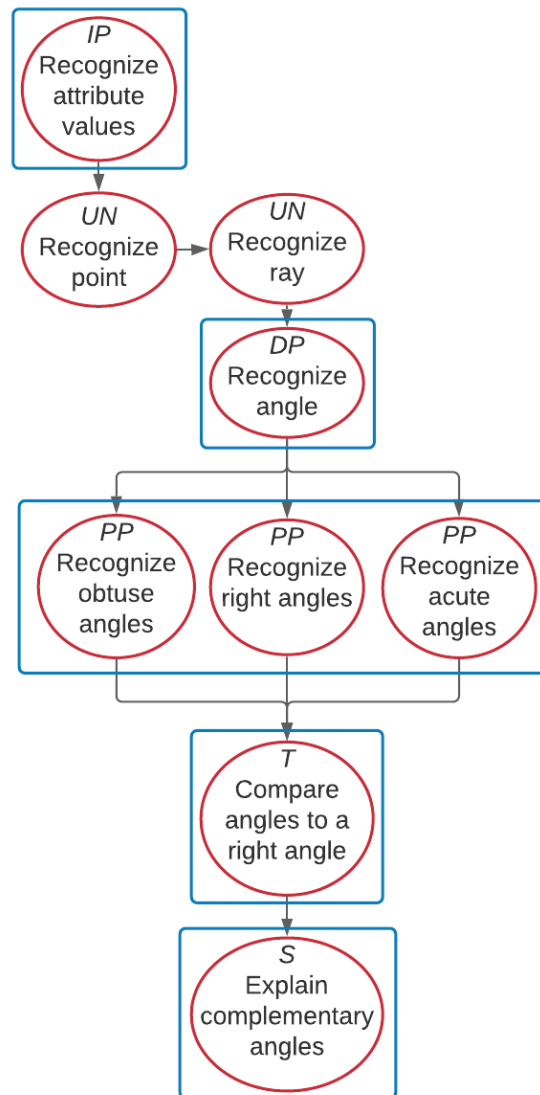 IP
Recognize
attribute
values
UN
Recognize
point
UN
Recognize
ray
DP
Recognize
angle
PP
Recognize
obtuse
angles
PP
Recognize
right angles
PP
Recognize
acute
angles
T
Compare
angles to a
right angle
S
Explain
complementary
angles